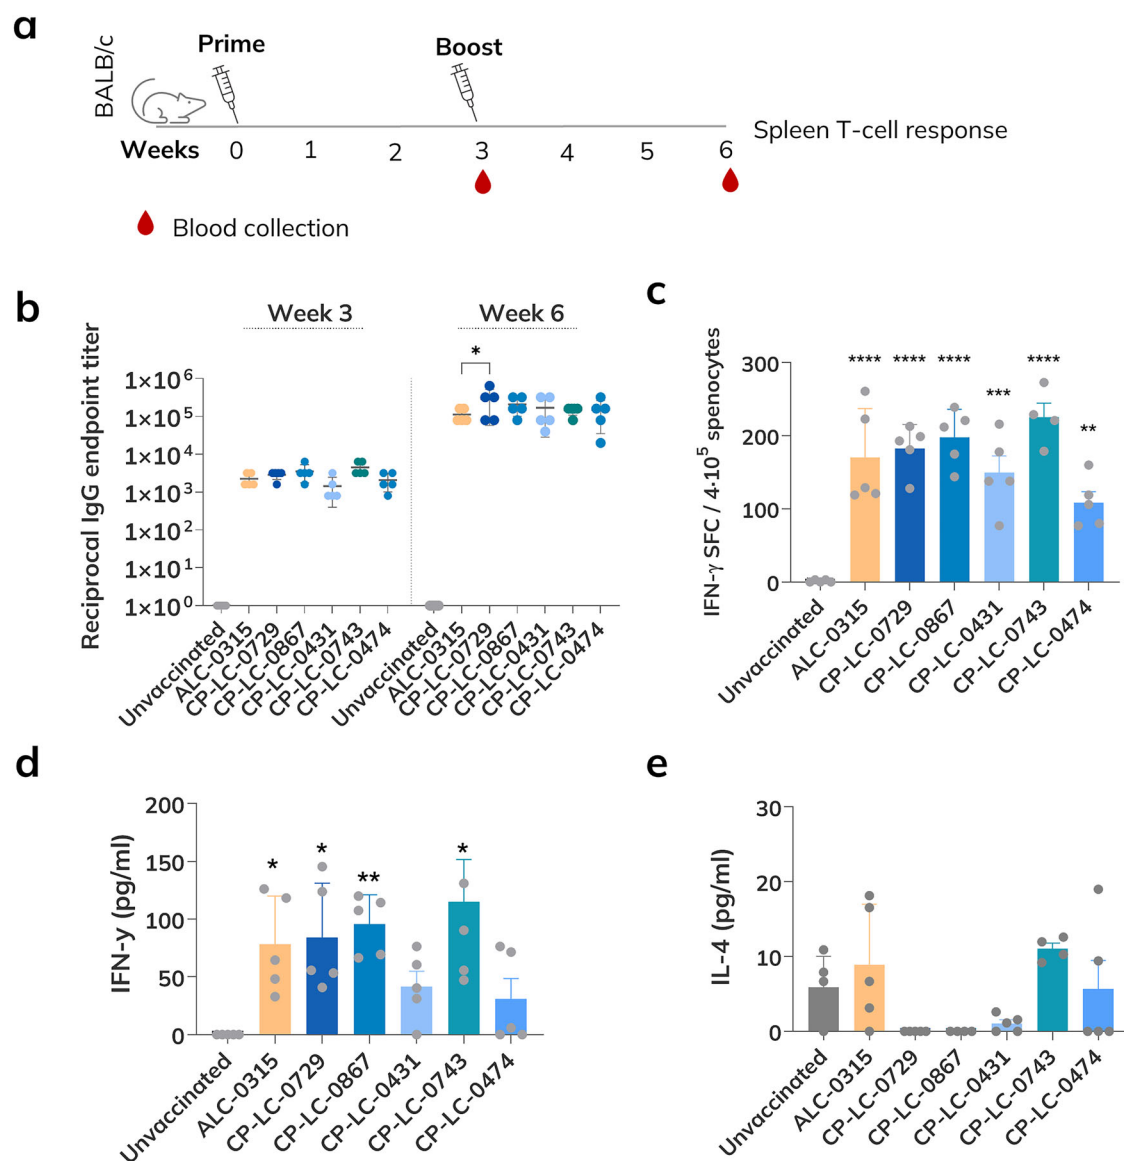 a
BALB/c
Prime
Boost
Weeks 0 1 2 3 4 5 6
Spleen T-cell response
Blood collection
b
Reciprocal IgG endpoint titer
Week 3
Week 6
*
1×10⁶
1×10⁵
1×10⁴
1×10³
1×10²
1×10¹
1×10⁰
Unvaccinated
ALC-0315
CP-LC-0729
CP-LC-0867
CP-LC-0431
CP-LC-0743
CP-LC-0474
Unvaccinated
ALC-0315
CP-LC-0729
CP-LC-0867
CP-LC-0431
CP-LC-0743
CP-LC-0474
c
IFN-γ SFC / 4·10⁵ spenocytes
300
200
100
0
**** **** **** *** **** **
Unvaccinated
ALC-0315
CP-LC-0729
CP-LC-0867
CP-LC-0431
CP-LC-0743
CP-LC-0474
d
IFN-y (pg/ml)
200
150
100
50
0
* * ** *
Unvaccinated
ALC-0315
CP-LC-0729
CP-LC-0867
CP-LC-0431
CP-LC-0743
CP-LC-0474
e
IL-4 (pg/ml)
30
20
10
0
Unvaccinated
ALC-0315
CP-LC-0729
CP-LC-0867
CP-LC-0431
CP-LC-0743
CP-LC-0474